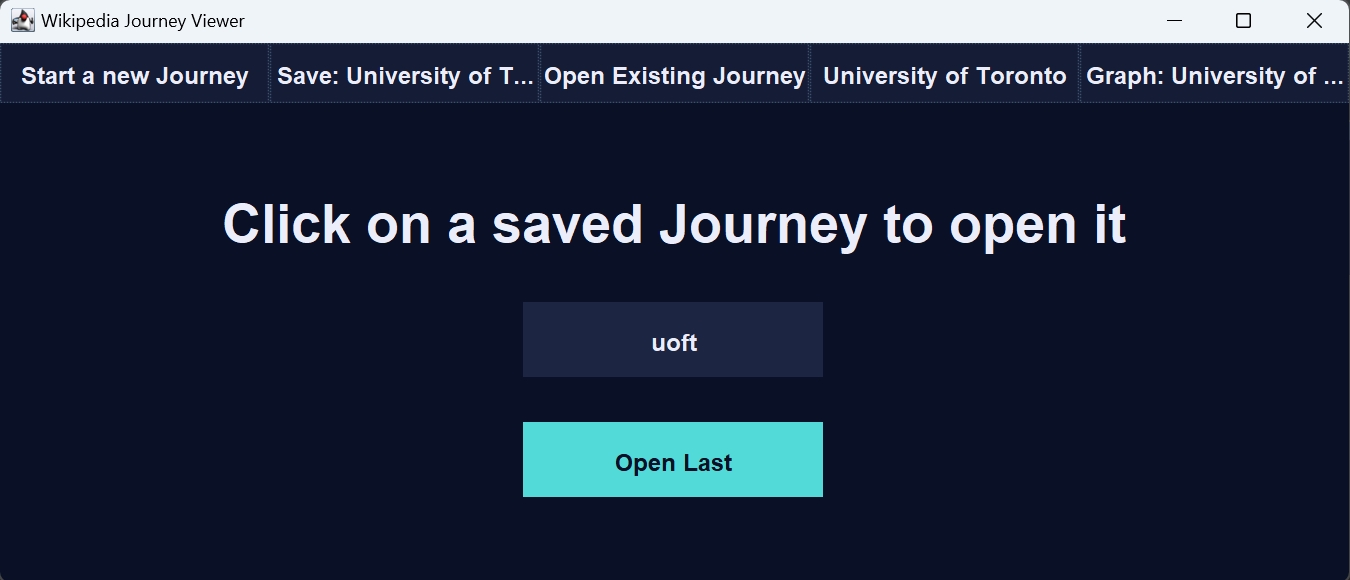 Wikipedia Journey Viewer
Start a new Journey
Save: University of T...
Open Existing Journey
University of Toronto
Graph: University of ...
Click on a saved Journey to open it
uoft
Open Last